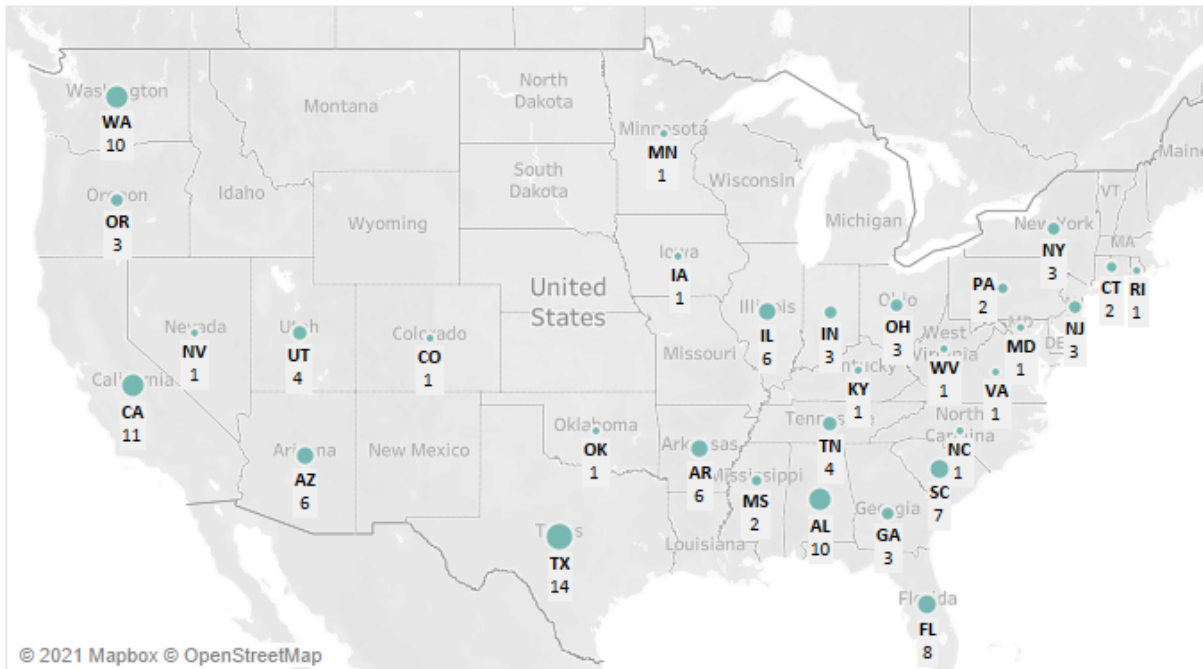 North
Dakota
Montana
Minnesota
MN
1
WA
10
South
Dakota
Wisconsin
Maine
VT
Idaho
Michigan
New York
NY
3
MA
OR
3
Wyoming
Iowa
IA
1
United
States
PA
2
CT
2
RI
1
Nevada
NV
1
Utah
UT
4
Colorado
CO
1
Illinois
IL
6
IN
3
Ohio
OH
3
NJ
3
Missouri
MD
1
DE
West
Virginia
WV
1
VA
1
KY
1
California
CA
11
Arizona
AZ
6
New Mexico
Oklahoma
OK
1
Arkansas
AR
6
Tennessee
TN
4
North
Carolina
NC
1
SC
7
Mississippi
MS
2
AL
10
Georgia
GA
3
Texas
TX
14
Louisiana
Florida
FL
8
© 2021 Mapbox © OpenStreetMap